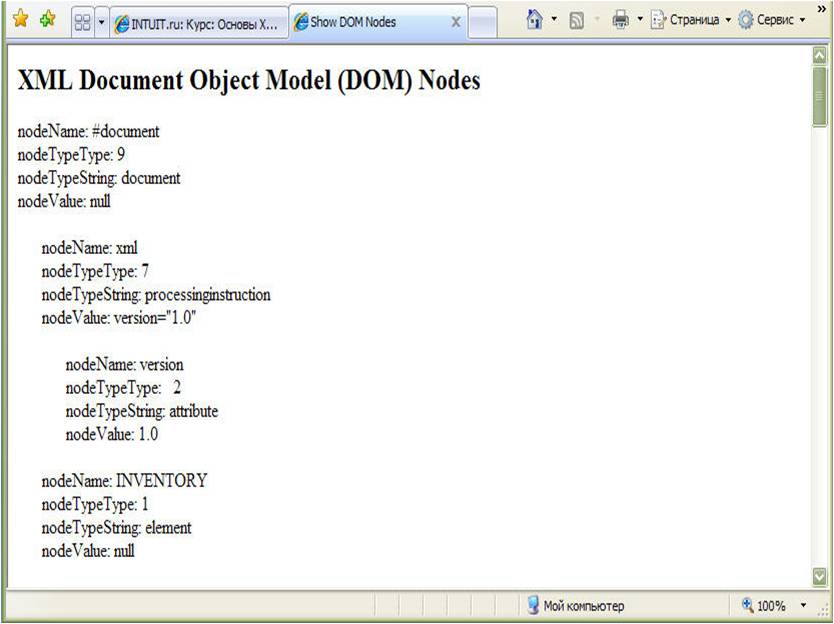 INTUIT.ru: Курс: Основы X... Show DOM Nodes X Страница Сервис »
XML Document Object Model (DOM) Nodes
nodeName: #document
nodeTypeType: 9
nodeTypeString: document
nodeValue: null
nodeName: xml
nodeTypeType: 7
nodeTypeString: processinginstruction
nodeValue: version="1.0"
nodeName: version
nodeTypeType: 2
nodeTypeString: attribute
nodeValue: 1.0
nodeName: INVENTORY
nodeTypeType: 1
nodeTypeString: element
nodeValue: null
Мой компьютер 100%